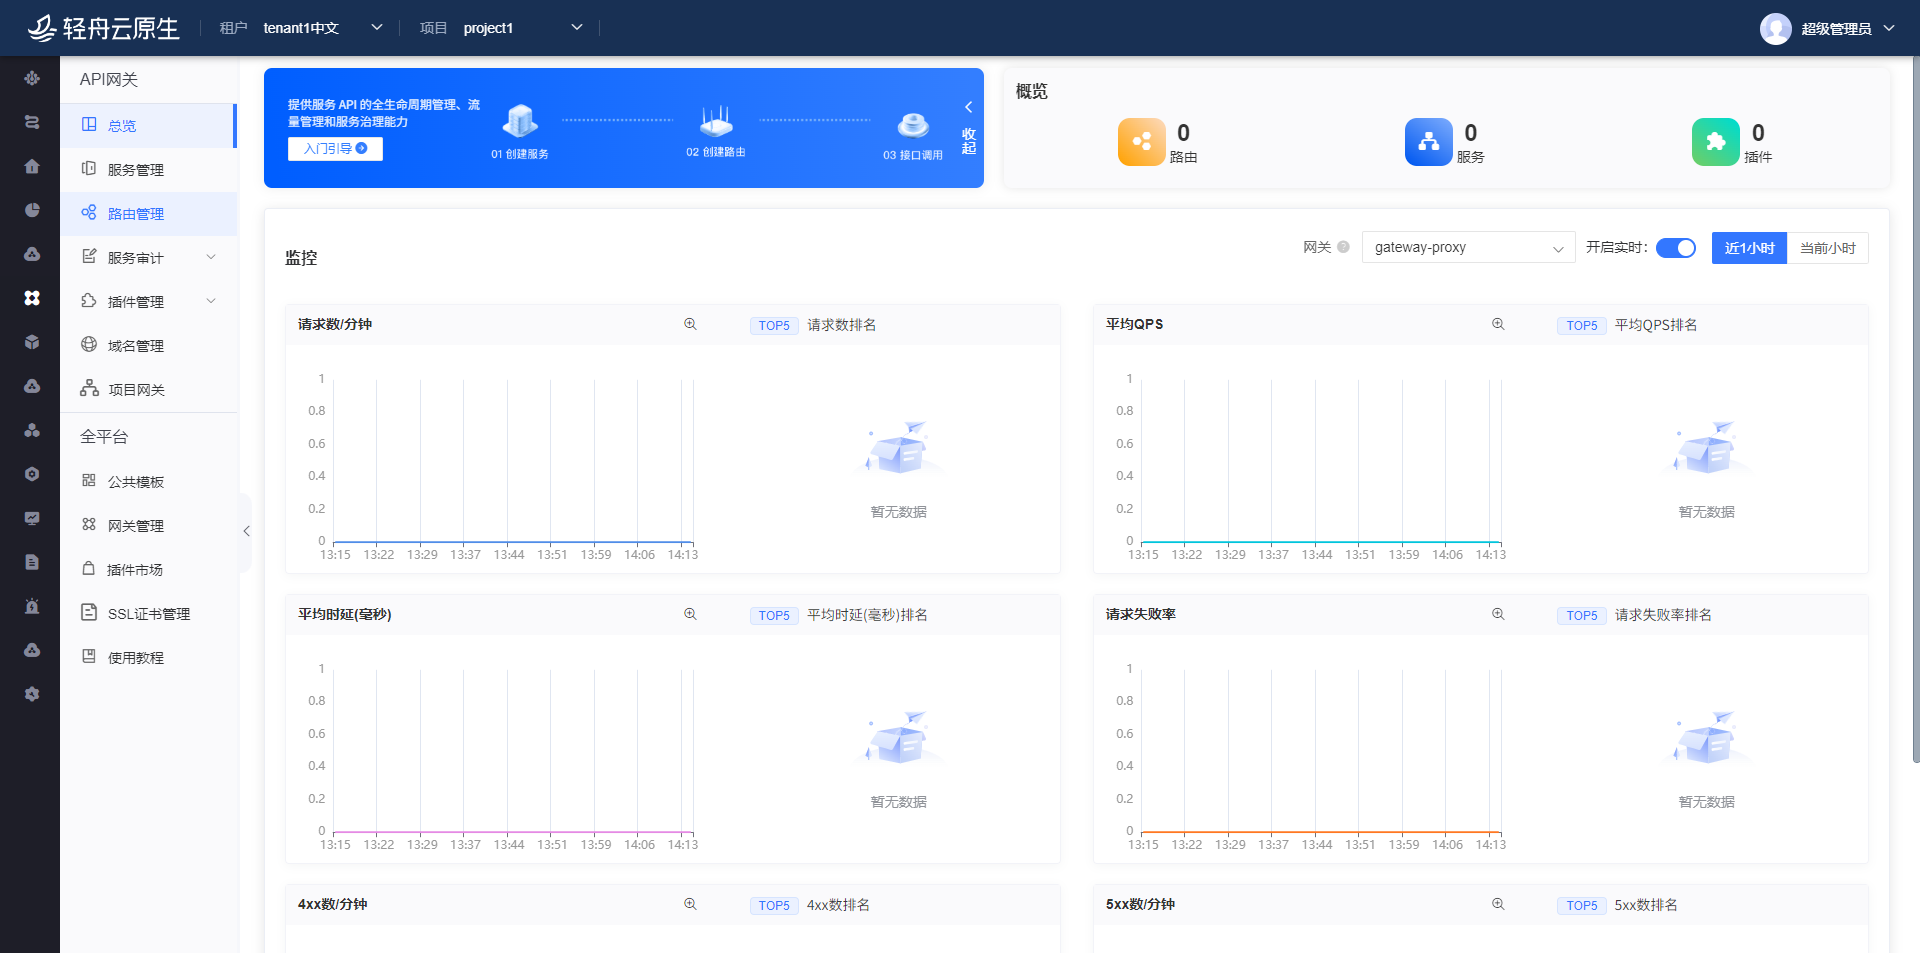 轻舟云原生
租户 tenant1中文
项目 project1
超级管理员
API网关
总览
服务管理
路由管理
服务审计
插件管理
域名管理
项目网关
全平台
公共模板
网关管理
插件市场
SSL证书管理
使用教程
提供服务 API 的全生命周期管理、流
量管理和服务治理能力
入门引导
01 创建服务
02 创建路由
03 接口调用
收起
概览
0
路由
0
服务
0
插件
监控
网关
gateway-proxy
开启实时：
近1小时
当前小时
请求数/分钟
TOP5 请求数排名
1
0.8
0.6
0.4
0.2
0
13:15 13:22 13:29 13:37 13:44 13:51 13:59 14:06 14:13
暂无数据
平均QPS
TOP5 平均QPS排名
1
0.8
0.6
0.4
0.2
0
13:15 13:22 13:29 13:37 13:44 13:51 13:59 14:06 14:13
暂无数据
平均时延(毫秒)
TOP5 平均时延(毫秒)排名
1
0.8
0.6
0.4
0.2
0
13:15 13:22 13:29 13:37 13:44 13:51 13:59 14:06 14:13
暂无数据
请求失败率
TOP5 请求失败率排名
1
0.8
0.6
0.4
0.2
0
13:15 13:22 13:29 13:37 13:44 13:51 13:59 14:06 14:13
暂无数据
4xx数/分钟
TOP5 4xx数排名
5xx数/分钟
TOP5 5xx数排名